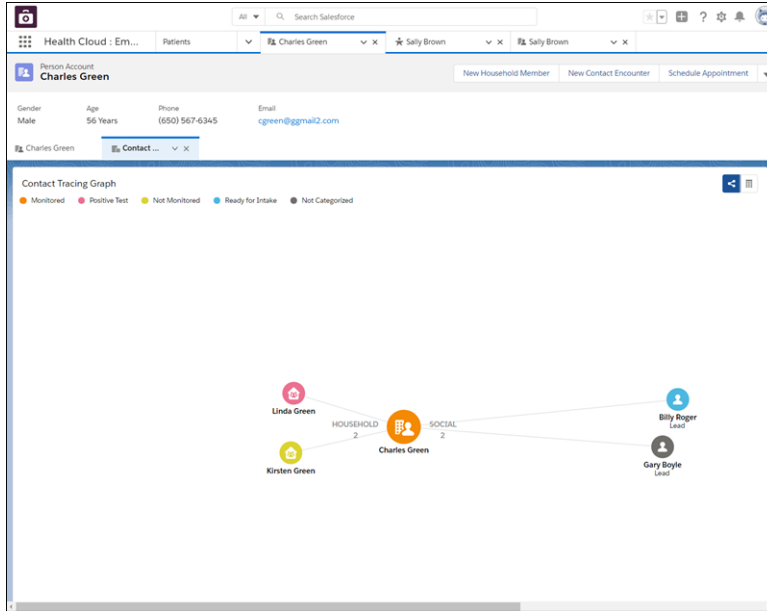 All Search Salesforce
Health Cloud : Em... Patients Charles Green Sally Brown Sally Brown
Person Account
Charles Green
New Household Member New Contact Encounter Schedule Appointment
Gender Age Phone Email
Male 56 Years (650) 567-6345 cgreen@ggmail2.com
Charles Green Contact ...
Contact Tracing Graph
Monitored Positive Test Not Monitored Ready for Intake Not Categorized
Linda Green
HOUSEHOLD
2
Kirsten Green
Charles Green
SOCIAL
2
Billy Roger
Lead
Gary Boyle
Lead